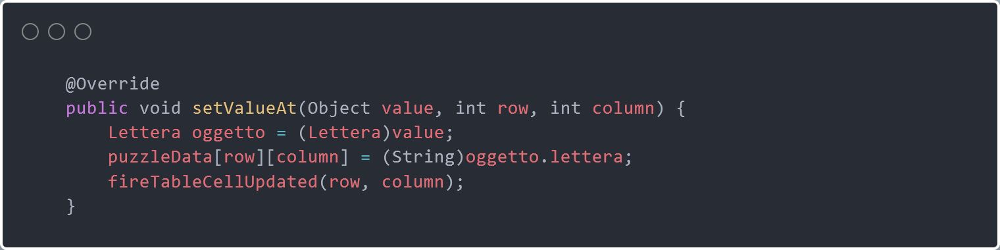 @Override
public void setValueAt(Object value, int row, int column) {
    Lettera oggetto = (Lettera)value;
    puzzleData[row][column] = (String)oggetto.lettera;
    fireTableCellUpdated(row, column);
}